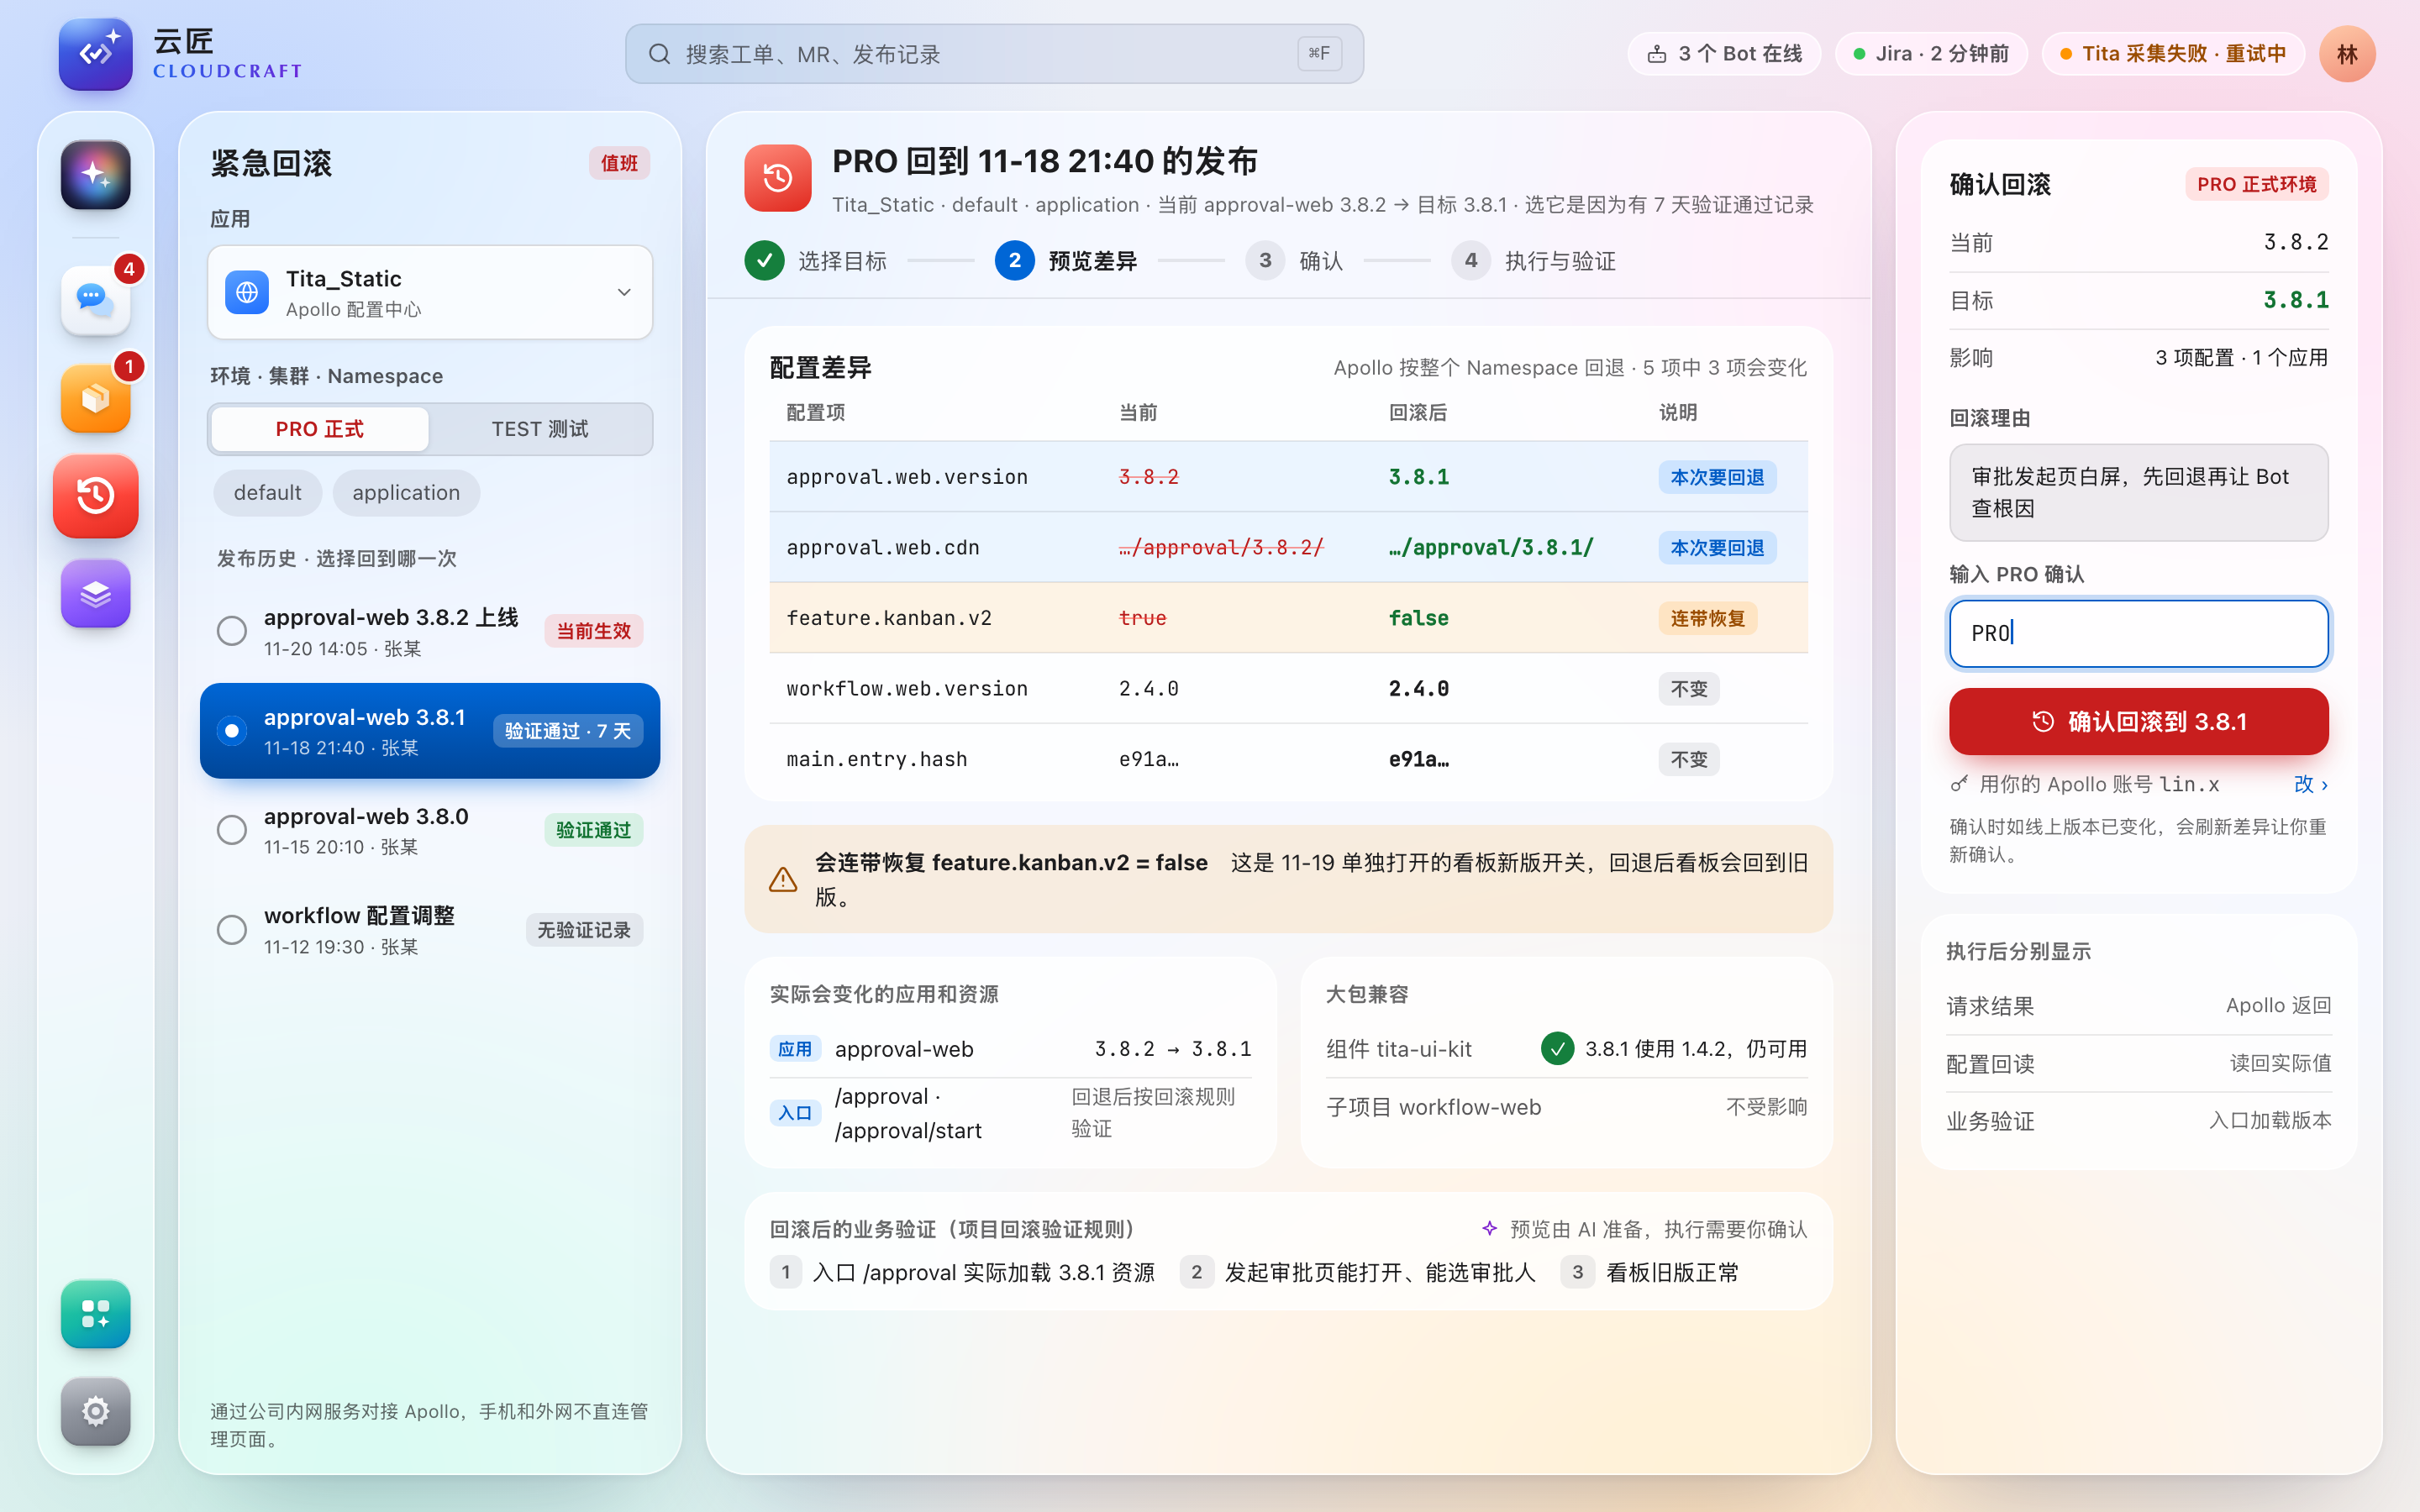 云匠
CLOUDCRAFT
搜索工单、MR、发布记录
⌘F
3 个 Bot 在线
Jira · 2 分钟前
Tita 采集失败 · 重试中
林
4
1
紧急回滚
值班
应用
Tita_Static
Apollo 配置中心
环境 · 集群 · Namespace
PRO 正式
TEST 测试
default
application
发布历史 · 选择回到哪一次
approval-web 3.8.2 上线
11-20 14:05 · 张某
当前生效
approval-web 3.8.1
11-18 21:40 · 张某
验证通过 · 7 天
approval-web 3.8.0
11-15 20:10 · 张某
验证通过
workflow 配置调整
11-12 19:30 · 张某
无验证记录
通过公司内网服务对接 Apollo，手机和外网不直连管
理页面。
PRO 回到 11-18 21:40 的发布
Tita_Static · default · application · 当前 approval-web 3.8.2 → 目标 3.8.1 · 选它是因为有 7 天验证通过记录
选择目标
2 预览差异
3 确认
4 执行与验证
配置差异
Apollo 按整个 Namespace 回退 · 5 项中 3 项会变化
配置项 当前 回滚后 说明
approval.web.version 3.8.2 3.8.1 本次要回退
approval.web.cdn …/approval/3.8.2/ …/approval/3.8.1/ 本次要回退
feature.kanban.v2 true false 连带恢复
workflow.web.version 2.4.0 2.4.0 不变
main.entry.hash e91a… e91a… 不变
会连带恢复 feature.kanban.v2 = false 这是 11-19 单独打开的看板新版开关，回退后看板会回到旧
版。
实际会变化的应用和资源
应用 approval-web 3.8.2 → 3.8.1
入口 /approval ·
/approval/start
回退后按回滚规则
验证
大包兼容
组件 tita-ui-kit 3.8.1 使用 1.4.2，仍可用
子项目 workflow-web 不受影响
回滚后的业务验证（项目回滚验证规则）
预览由 AI 准备，执行需要你确认
1 入口 /approval 实际加载 3.8.1 资源 2 发起审批页能打开、能选审批人 3 看板旧版正常
确认回滚
PRO 正式环境
当前 3.8.2
目标 3.8.1
影响 3 项配置 · 1 个应用
回滚理由
审批发起页白屏，先回退再让 Bot
查根因
输入 PRO 确认
PRO
确认回滚到 3.8.1
用你的 Apollo 账号 lin.x
改 ›
确认时如线上版本已变化，会刷新差异让你重
新确认。
执行后分别显示
请求结果 Apollo 返回
配置回读 读回实际值
业务验证 入口加载版本